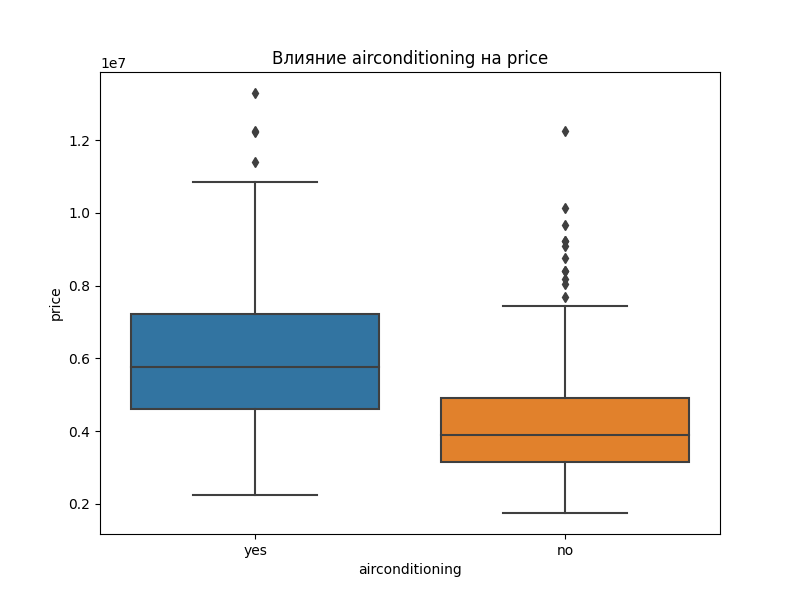 Влияние airconditioning на price
1e7
1.2
1.0
0.8
0.6
0.4
0.2
price
yes no
airconditioning